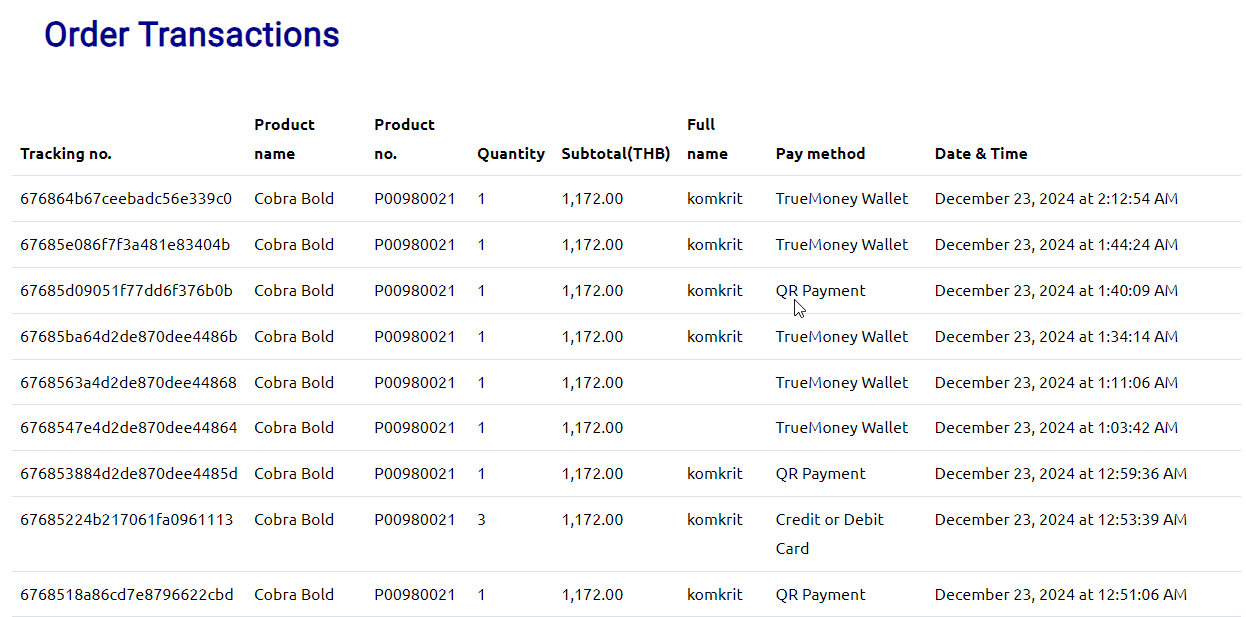 Order Transactions
Tracking no. Product name Product no. Quantity Subtotal(THB) Full name Pay method Date & Time
676864b67ceebadc56e339c0 Cobra Bold P00980021 1 1,172.00 komkrit TrueMoney Wallet December 23, 2024 at 2:12:54 AM
67685e086f7f3a481e83404b Cobra Bold P00980021 1 1,172.00 komkrit TrueMoney Wallet December 23, 2024 at 1:44:24 AM
67685d09051f77dd6f376b0b Cobra Bold P00980021 1 1,172.00 komkrit QR Payment December 23, 2024 at 1:40:09 AM
67685ba64d2de870dee4486b Cobra Bold P00980021 1 1,172.00 komkrit TrueMoney Wallet December 23, 2024 at 1:34:14 AM
6768563a4d2de870dee44868 Cobra Bold P00980021 1 1,172.00 TrueMoney Wallet December 23, 2024 at 1:11:06 AM
6768547e4d2de870dee44864 Cobra Bold P00980021 1 1,172.00 TrueMoney Wallet December 23, 2024 at 1:03:42 AM
676853884d2de870dee4485d Cobra Bold P00980021 1 1,172.00 komkrit QR Payment December 23, 2024 at 12:59:36 AM
67685224b217061fa0961113 Cobra Bold P00980021 3 1,172.00 komkrit Credit or Debit Card December 23, 2024 at 12:53:39 AM
6768518a86cd7e8796622cbd Cobra Bold P00980021 1 1,172.00 komkrit QR Payment December 23, 2024 at 12:51:06 AM